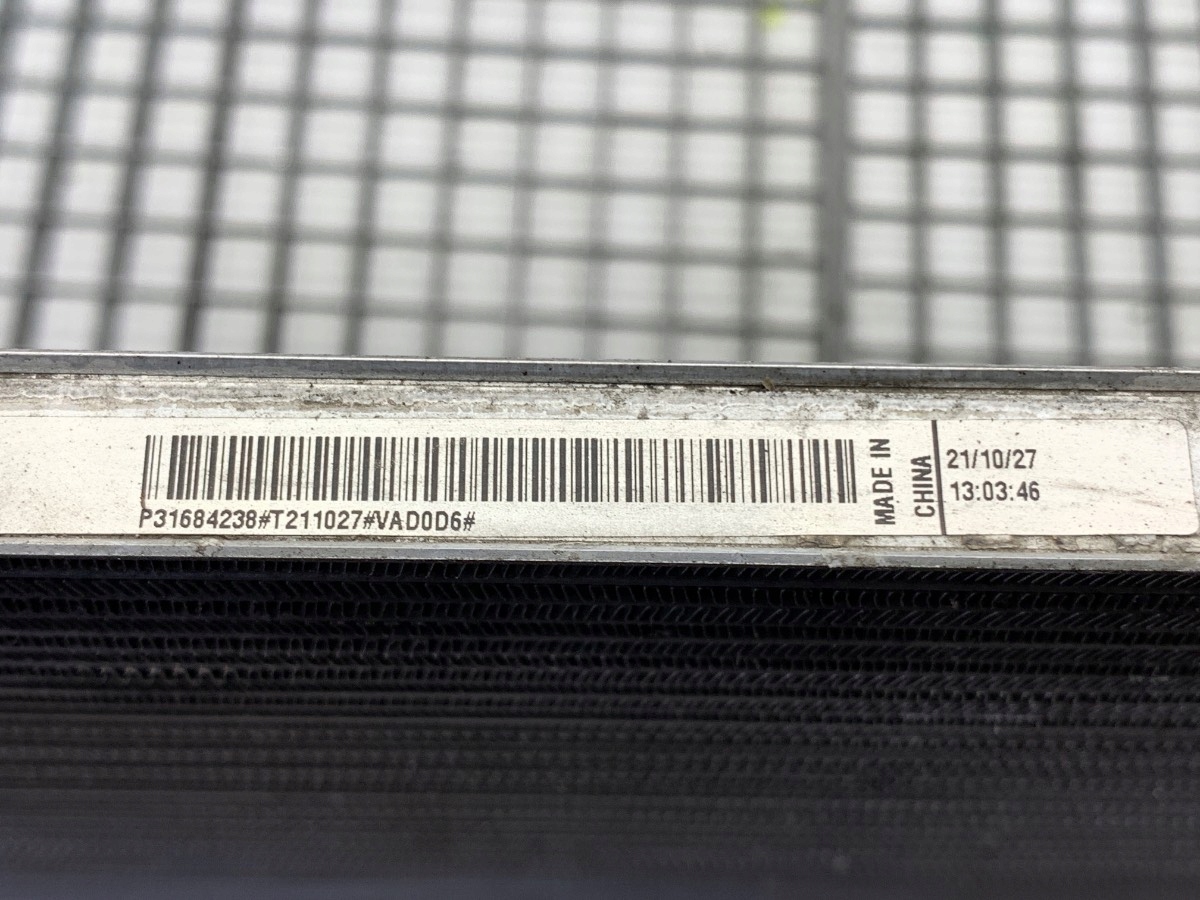 P31684238#T211027#VAD0D6#
MADE IN
CHINA
21/10/27
13:03:46